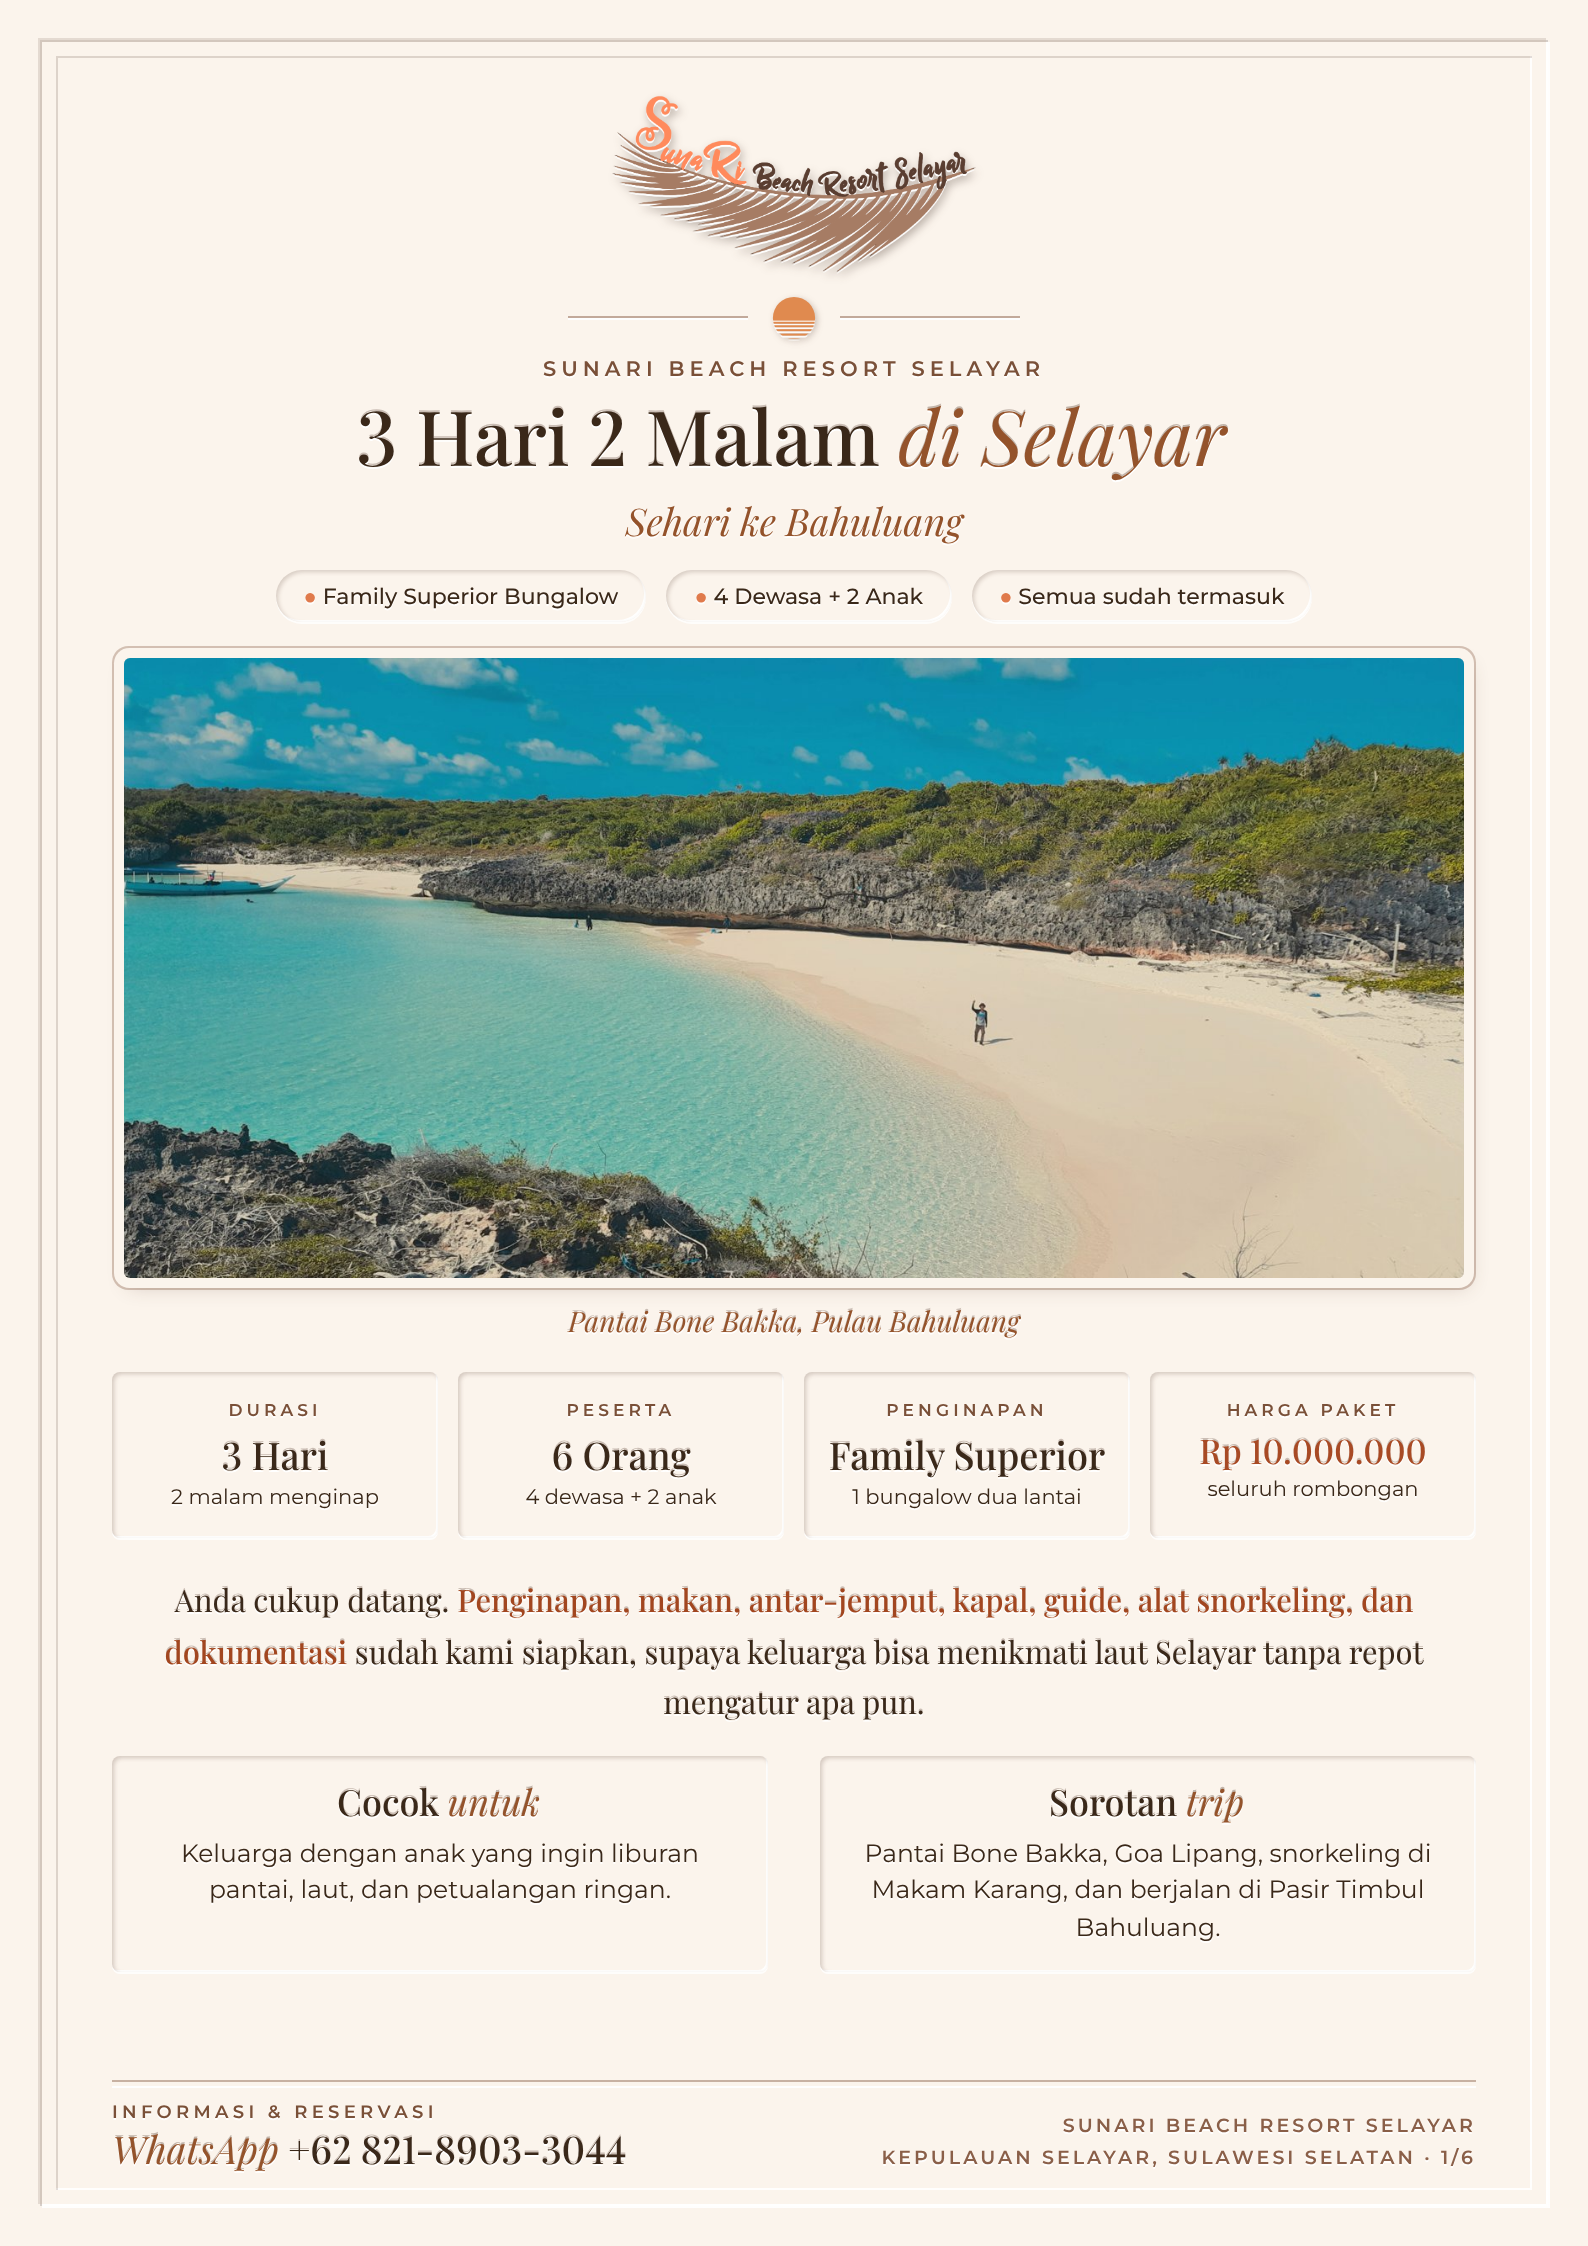 SunaRi Beach Resort Selayar
SUNARI BEACH RESORT SELAYAR
3 Hari 2 Malam di Selayar
Sehari ke Bahuluang
• Family Superior Bungalow
• 4 Dewasa + 2 Anak
• Semua sudah termasuk
Pantai Bone Bakka, Pulau Bahuluang
DURASI
3 Hari
2 malam menginap
PESERTA
6 Orang
4 dewasa + 2 anak
PENGINAPAN
Family Superior
1 bungalow dua lantai
HARGA PAKET
Rp 10.000.000
seluruh rombongan
Anda cukup datang. Penginapan, makan, antar-jemput, kapal, guide, alat snorkeling, dan
dokumentasi sudah kami siapkan, supaya keluarga bisa menikmati laut Selayar tanpa repot
mengatur apa pun.
Cocok untuk
Keluarga dengan anak yang ingin liburan
pantai, laut, dan petualangan ringan.
Sorotan trip
Pantai Bone Bakka, Goa Lipang, snorkeling di
Makam Karang, dan berjalan di Pasir Timbul
Bahuluang.
INFORMASI & RESERVASI
WhatsApp +62 821-8903-3044
SUNARI BEACH RESORT SELAYAR
KEPULAUAN SELAYAR, SULAWESI SELATAN · 1/6